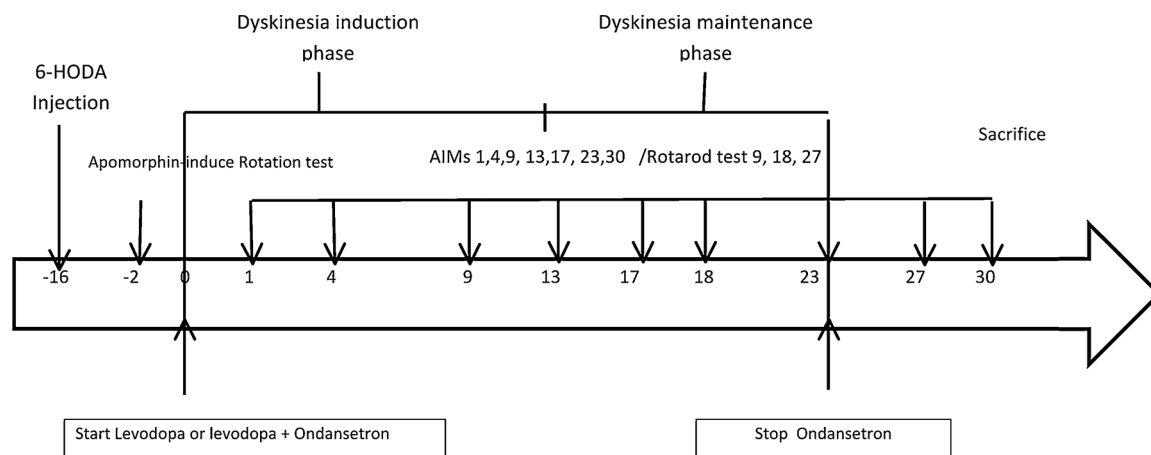 Dyskinesia induction
phase
Dyskinesia maintenance
phase
6-HODA
Injection
Sacrifice
Apomorphin-induce Rotation test
AIMs 1,4,9, 13,17, 23,30 /Rotarod test 9, 18, 27
-16 -2 0 1 4 9 13 17 18 23 27 30
Start Levodopa or levodopa + Ondansetron
Stop Ondansetron